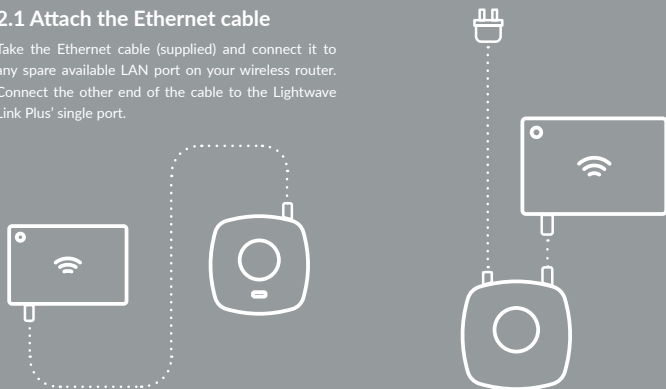 2.1 Attach the Ethernet cable
Take the Ethernet cable (supplied) and connect it to
any spare available LAN port on your wireless router.
Connect the other end of the cable to the Lightwave
Link Plus’ single port.